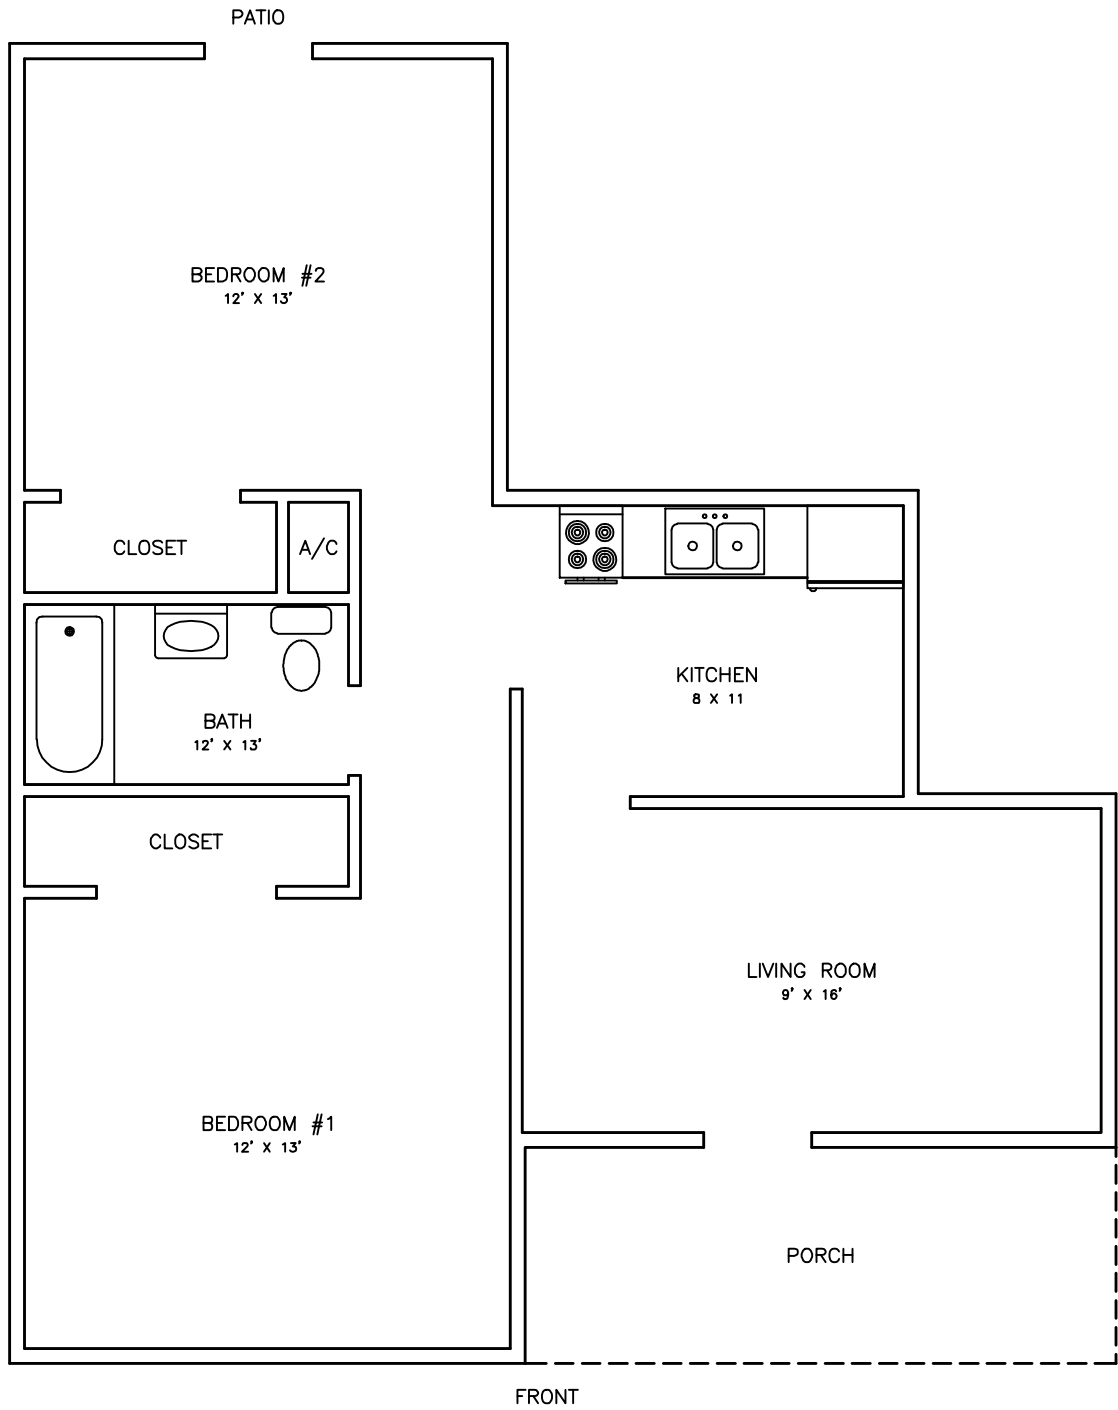 PATIO
BEDROOM #2
12' X 13'
CLOSET
A/C
KITCHEN
8 X 11
BATH
12' X 13'
CLOSET
LIVING ROOM
9' X 16'
BEDROOM #1
12' X 13'
PORCH
FRONT